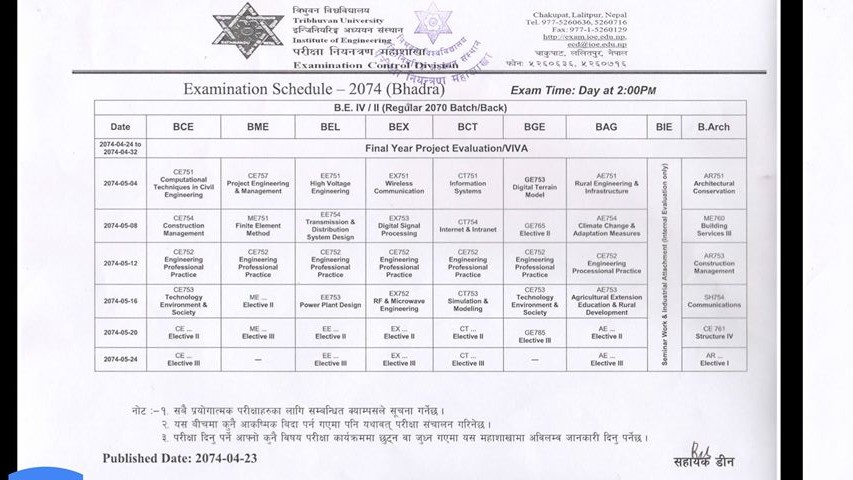 त्रिभुवन विश्वविद्यालय
Tribhuvan University
इन्जिनियरिङ्ग अध्ययन संस्थान
Institute of Engineering
परीक्षा नियन्त्रण महाशाखा
Examination Control Division
Chakupat, Lalitpur, Nepal
Tel. 977-5260636, 5260716
Fax: 977-1-5260129
http://exam.ioe.edu.np,
ecd@ioe.edu.np
चाकुपाट, ललितपुर, नेपाल
फोनः ५२६०६३६, ५२६०७१६
Examination Schedule – 2074 (Bhadra) Exam Time: Day at 2:00PM
B.E. IV / II (Regular 2070 Batch/Back)
Date BCE BME BEL BEX BCT BGE BAG BIE B.Arch
2074-04-24 to
2074-04-32
Final Year Project Evaluation/VIVA
2074-05-04
CE751
Computational
Techniques in Civil
Engineering
CE757
Project Engineering
& Management
EE751
High Voltage
Engineering
EX751
Wireless
Communication
CT751
Information
Systems
GE753
Digital Terrain
Model
AE751
Rural Engineering &
Infrastructure
Seminar Work & Industrial Attachment (Internal Evaluation only)
AR751
Architectural
Conservation
2074-05-08
CE754
Construction
Management
ME751
Finite Element
Method
EE754
Transmission &
Distribution
System Design
EX753
Digital Signal
Processing
CT754
Internet & Intranet
GE765
Elective II
AE754
Climate Change &
Adaptation Measures
ME760
Building
Services III
2074-05-12
CE752
Engineering
Professional
Practice
CE752
Engineering
Professional
Practice
CE752
Engineering
Professional
Practice
CE752
Engineering
Professional
Practice
CE752
Engineering
Professional
Practice
CE752
Engineering
Professional
Practice
CE752
Engineering
Processional
Practice
AR753
Construction
Management
2074-05-16
CE753
Technology
Environment &
Society
ME ...
Elective II
EE753
Power Plant Design
EX752
RF & Microwave
Engineering
CT753
Simulation &
Modeling
CE753
Technology
Environment &
Society
AE753
Agricultural Extension
Education & Rural
Development
SH754
Communications
2074-05-20
CE ...
Elective II
ME ...
Elective III
EE ...
Elective II
EX ...
Elective II
CT ...
Elective II
GE785
Elective III
AE ...
Elective II
CE 761
Structure IV
2074-05-24
CE ...
Elective III
—
EE ...
Elective III
EX ...
Elective III
CT ...
Elective III
—
AE ...
Elective III
AR ...
Elective I
नोट :–१. सबै प्रयोगात्मक परीक्षाहरुका लागि सम्बन्धित क्याम्पसले सूचना गर्नेछ ।
२. यस बीचमा कुनै आकष्मिक बिदा पर्न गएमा पनि यथावत् परीक्षा संचालन गरिनेछ ।
३. परीक्षा दिनु पर्ने आफ्नो कुनै विषय परीक्षा कार्यक्रममा छुट्न वा जुध्न गएमा यस महाशाखामा अविलम्ब जानकारी दिनु पर्नेछ ।
Published Date: 2074-04-23
सहायक डीन